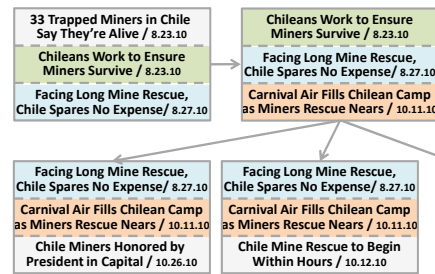 33 Trapped Miners in Chile
Say They're Alive / 8.23.10
Chileans Work to Ensure
Miners Survive / 8.23.10
Facing Long Mine Rescue,
Chile Spares No Expense/ 8.27.10
Chileans Work to Ensure
Miners Survive / 8.23.10
Facing Long Mine Rescue,
Chile Spares No Expense/ 8.27.10
Carnival Air Fills Chilean Camp
as Miners Rescue Nears / 10.11.10
Facing Long Mine Rescue,
Chile Spares No Expense/ 8.27.10
Carnival Air Fills Chilean Camp
as Miners Rescue Nears / 10.11.10
Chile Miners Honored by
President in Capital / 10.26.10
Facing Long Mine Rescue,
Chile Spares No Expense/ 8.27.10
Carnival Air Fills Chilean Camp
as Miners Rescue Nears / 10.11.10
Chile Mine Rescue to Begin
Within Hours / 10.12.10